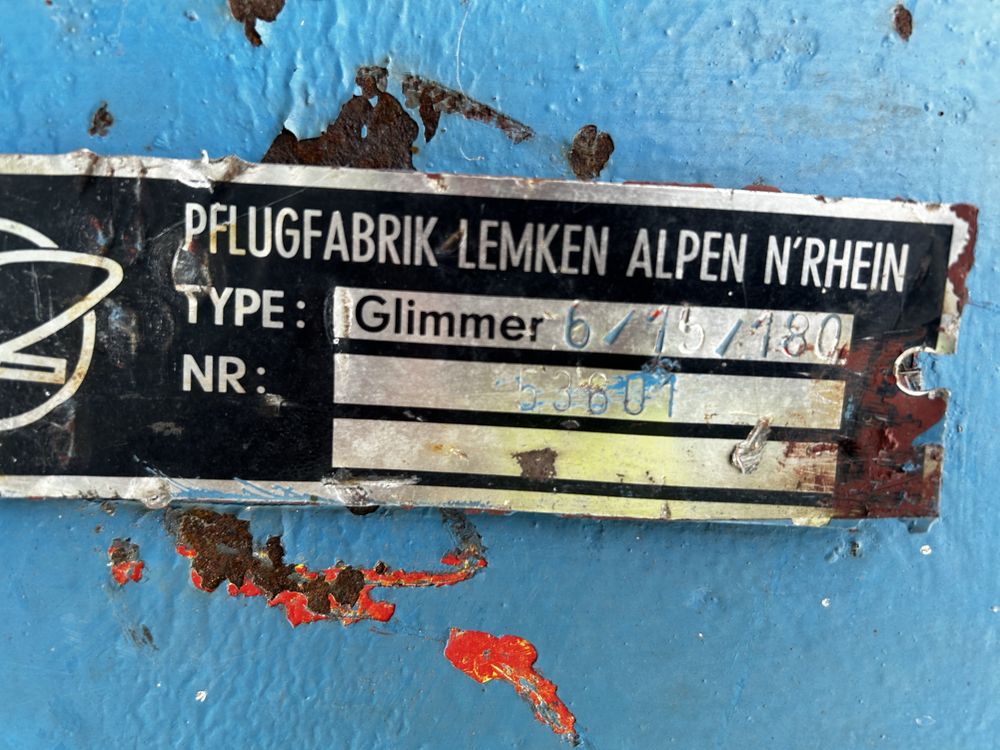 PFLUGFABRIK LEMKEN ALPEN N'RHEIN
TYPE: Glimmer 6/15/180
NR: 53601